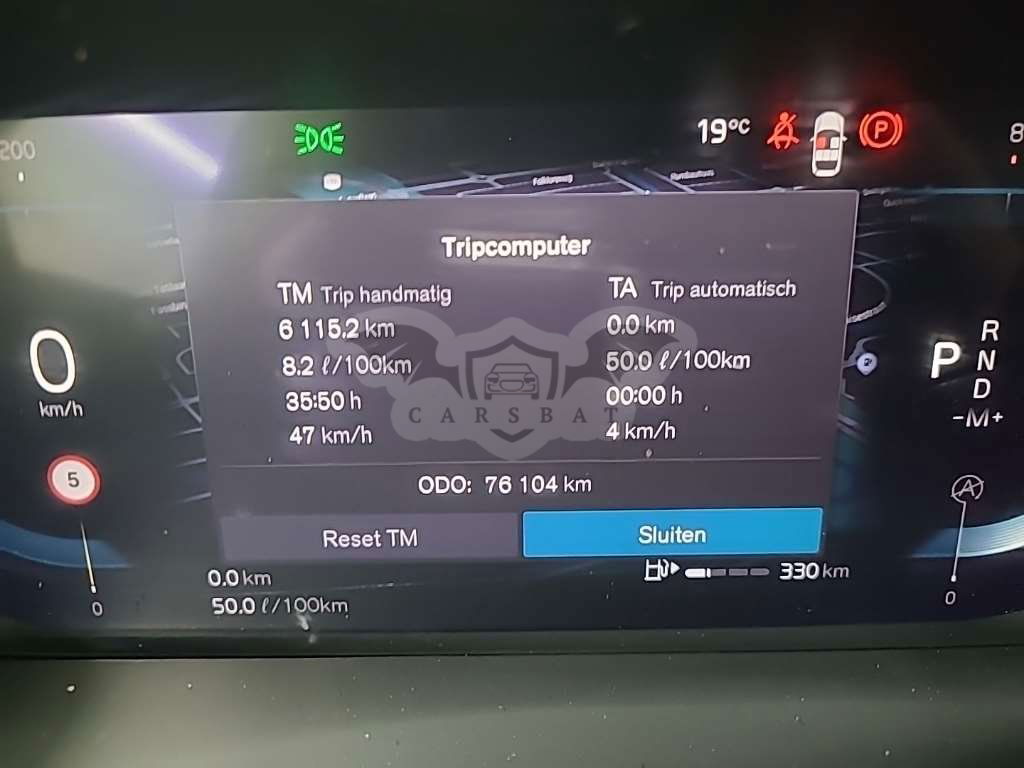 200
19°C
8
Tripcomputer
TM Trip handmatig
TA Trip automatisch
6 115.2 km
0.0 km
8.2 ℓ/100km
50.0 ℓ/100km
35:50 h
00:00 h
47 km/h
4 km/h
CARSBAT
ODO: 76 104 km
Reset TM
Sluiten
0
km/h
5
P
R
N
D
-M+
A
0.0 km
50.0 ℓ/100km
330 km
0
0